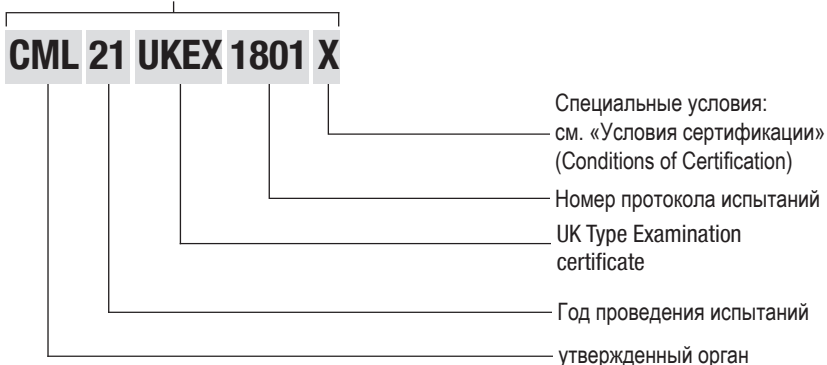 CML 21 UKEX 1801 X
Специальные условия:
см. «Условия сертификации»
(Conditions of Certification)
Номер протокола испытаний
UK Type Examination
certificate
Год проведения испытаний
утвержденный орган